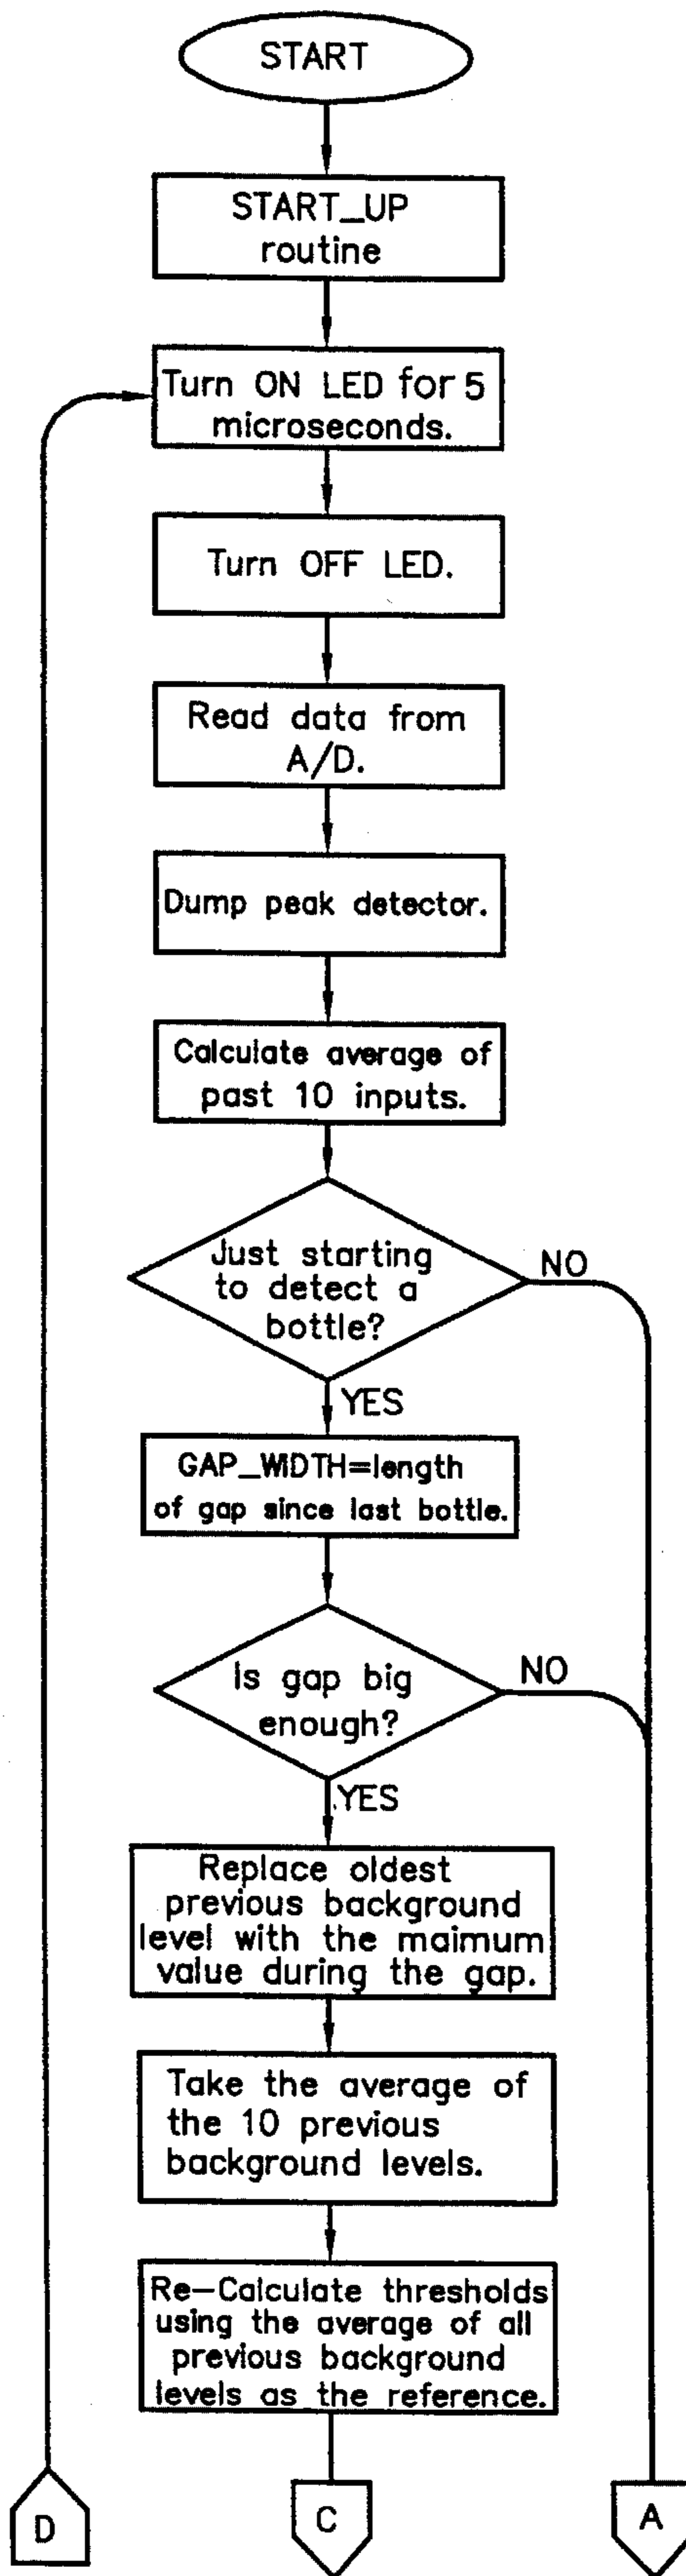 START
START_UP
routine
Turn ON LED for 5
microseconds.
Turn OFF LED.
Read data from
A/D.
Dump peak detector.
Calculate average of
past 10 inputs.
Just starting
to detect a
bottle?
NO
YES
GAP_WIDTH=length
of gap since last bottle.
Is gap big
enough?
NO
YES
Replace oldest
previous background
level with the maimum
value during the gap.
Take the average of
the 10 previous
background levels.
Re-Calculate thresholds
using the average of all
previous background
levels as the reference.
D
C
A